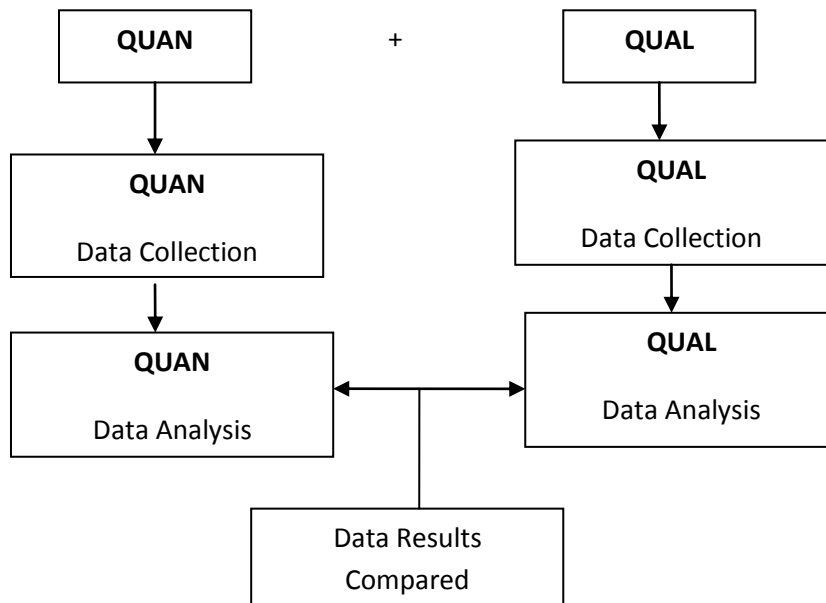 QUAN
+
QUAL
QUAN
Data Collection
QUAL
Data Collection
QUAN
Data Analysis
QUAL
Data Analysis
Data Results
Compared